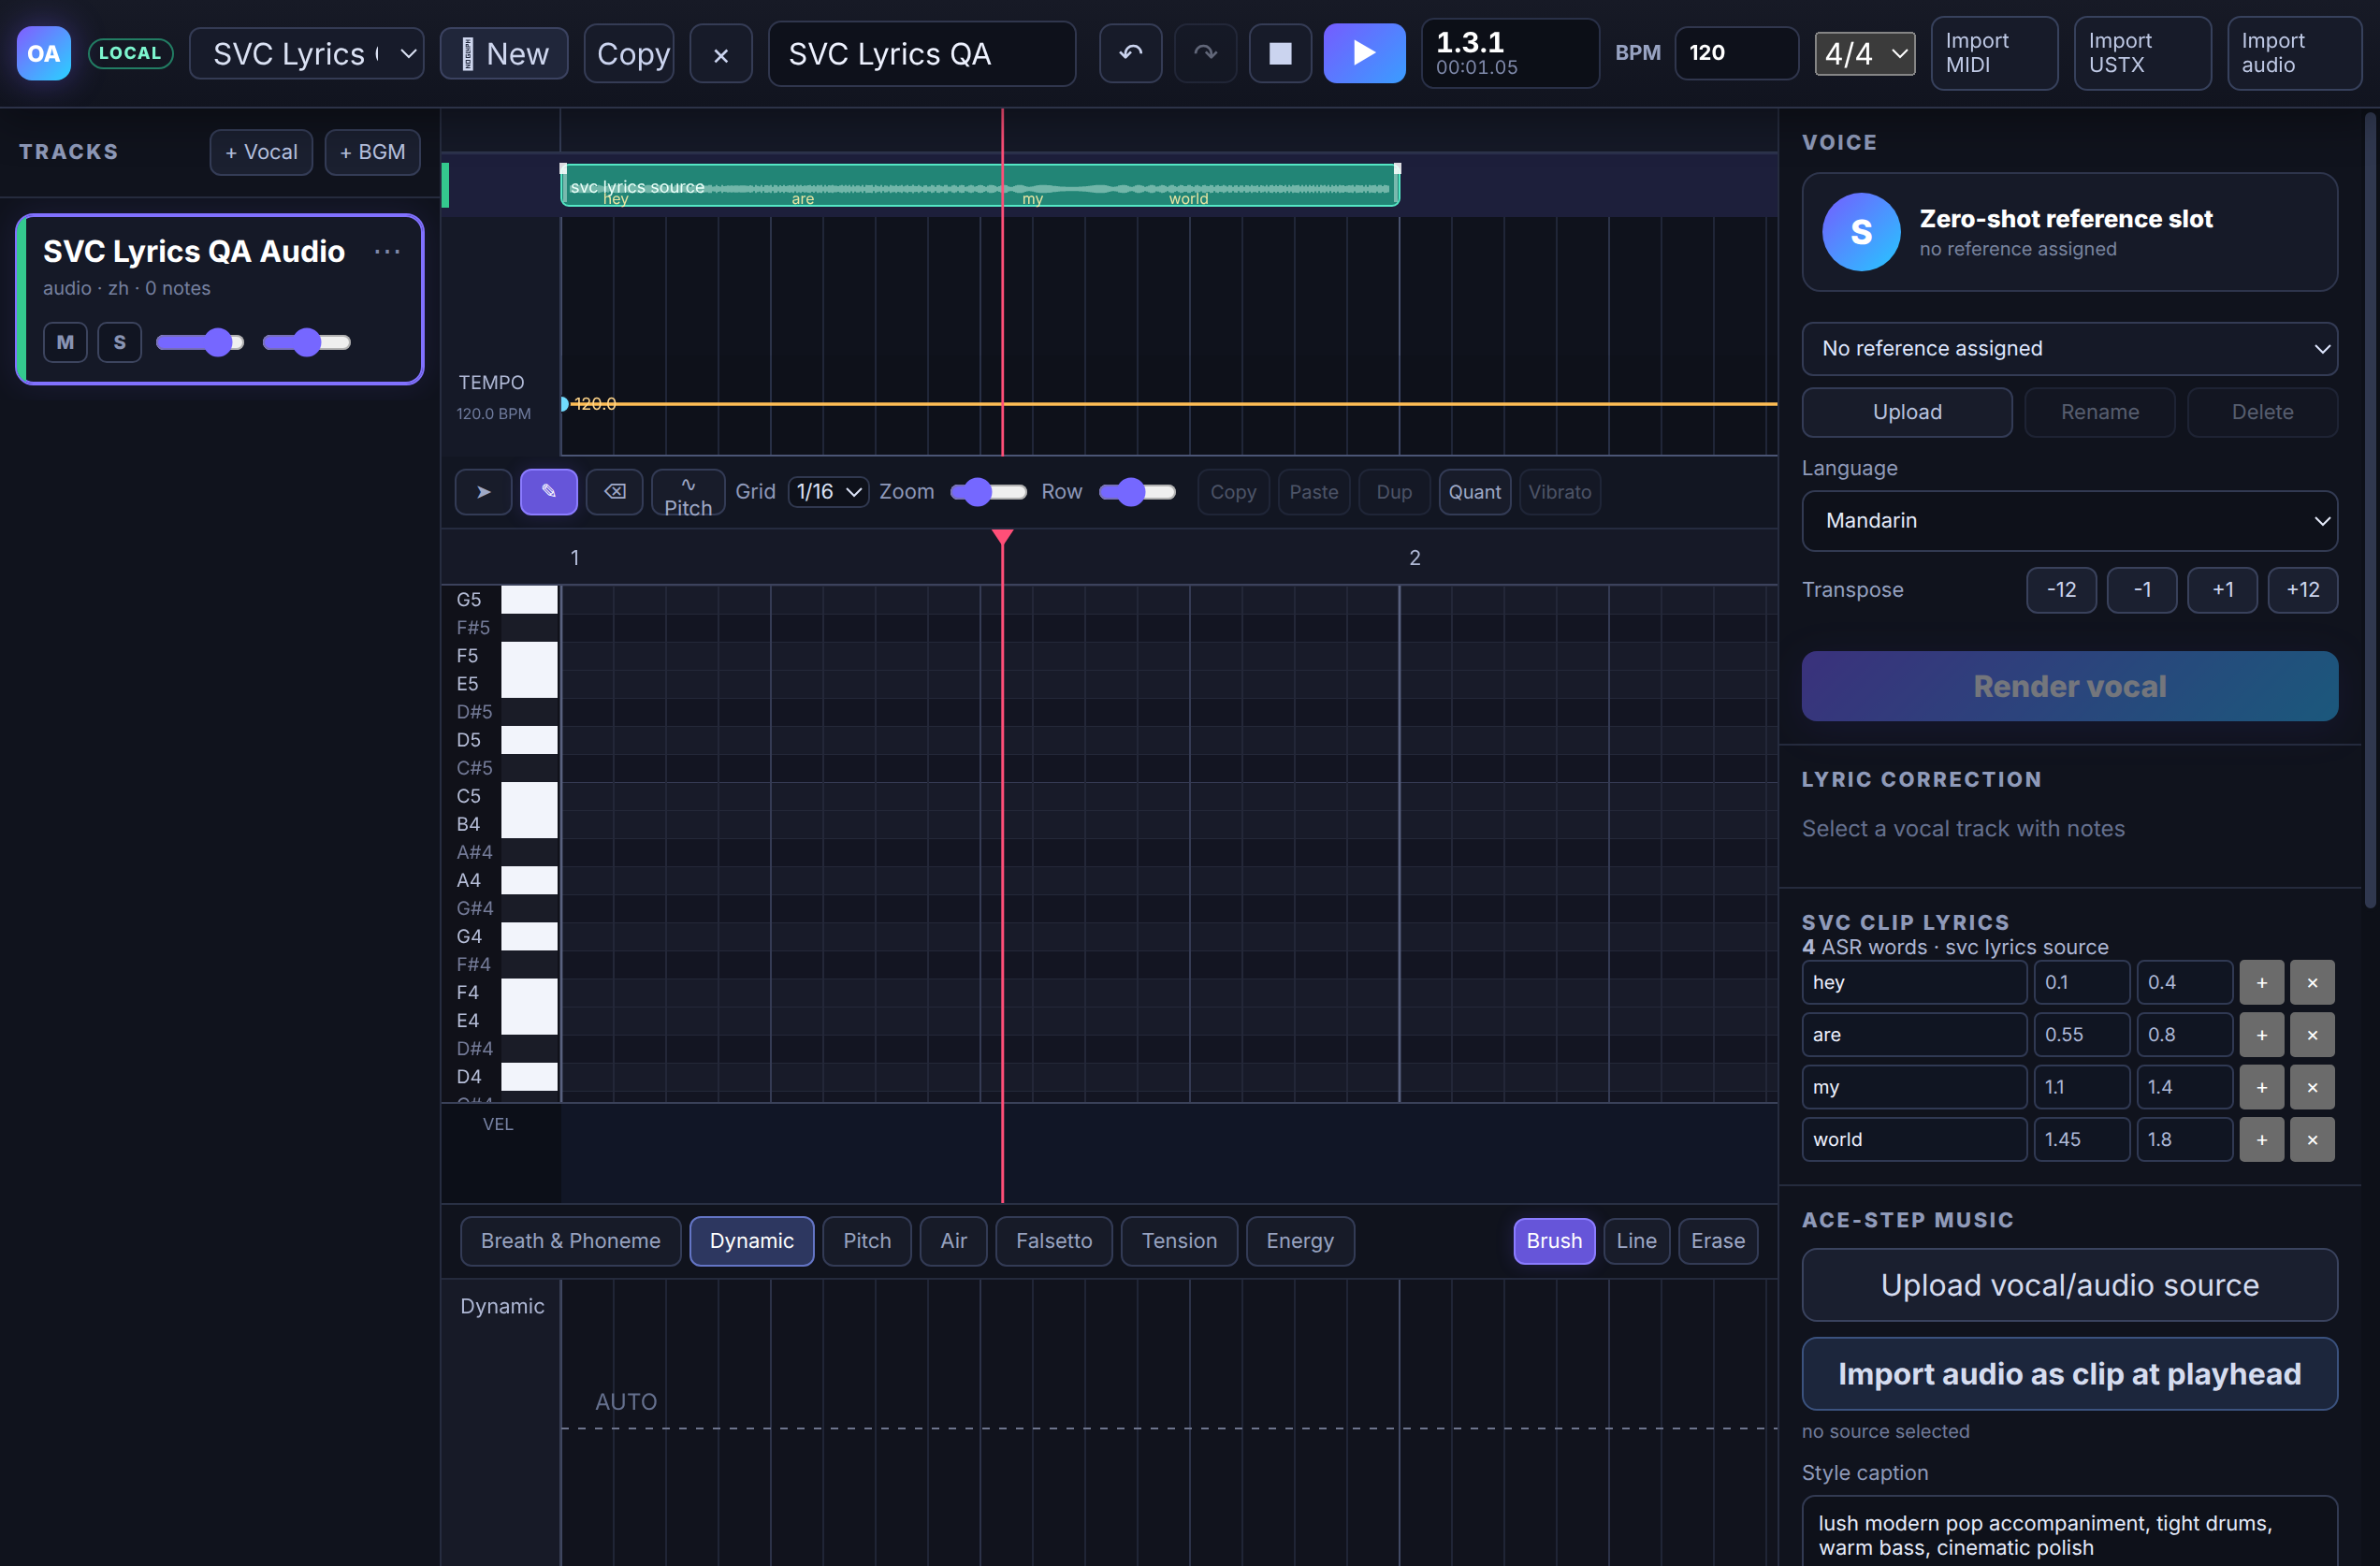 OA
LOCAL
SVC Lyrics
New
Copy
×
SVC Lyrics QA
1.3.1
00:01.05
BPM
120
4/4
Import
MIDI
Import
USTX
Import
audio
TRACKS
+ Vocal
+ BGM
SVC Lyrics QA Audio
audio · zh · 0 notes
M
S
svc lyrics source
hey
are
my
world
TEMPO
120.0 BPM
120.0
Pitch
Grid
1/16
Zoom
Row
Copy
Paste
Dup
Quant
Vibrato
1
2
G5
F#5
F5
E5
D#5
D5
C#5
C5
B4
A#4
A4
G#4
G4
F#4
F4
E4
D#4
D4
C#4
VEL
Breath & Phoneme
Dynamic
Pitch
Air
Falsetto
Tension
Energy
Brush
Line
Erase
Dynamic
AUTO
VOICE
S
Zero-shot reference slot
no reference assigned
No reference assigned
Upload
Rename
Delete
Language
Mandarin
Transpose
-12
-1
+1
+12
Render vocal
LYRIC CORRECTION
Select a vocal track with notes
SVC CLIP LYRICS
4 ASR words · svc lyrics source
hey 0.1 0.4 + ×
are 0.55 0.8 + ×
my 1.1 1.4 + ×
world 1.45 1.8 + ×
ACE-STEP MUSIC
Upload vocal/audio source
Import audio as clip at playhead
no source selected
Style caption
lush modern pop accompaniment, tight drums,
warm bass, cinematic polish